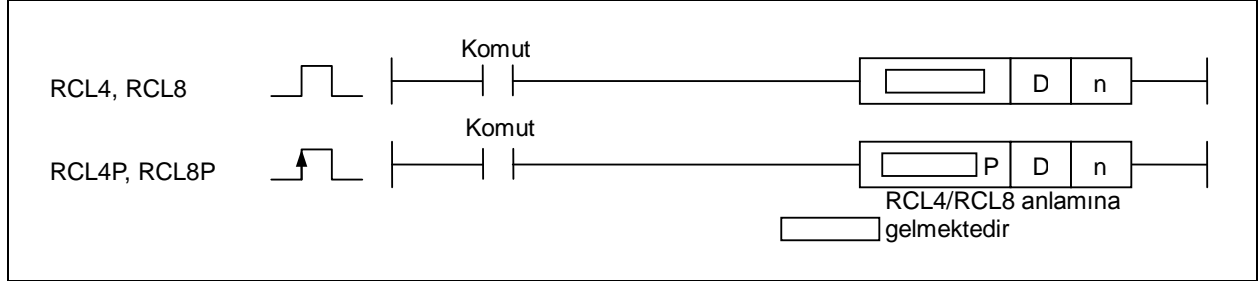 Komut
RCL4, RCL8
D n
Komut
RCL4P, RCL8P
P D n
RCL4/RCL8 anlamına
gelmektedir